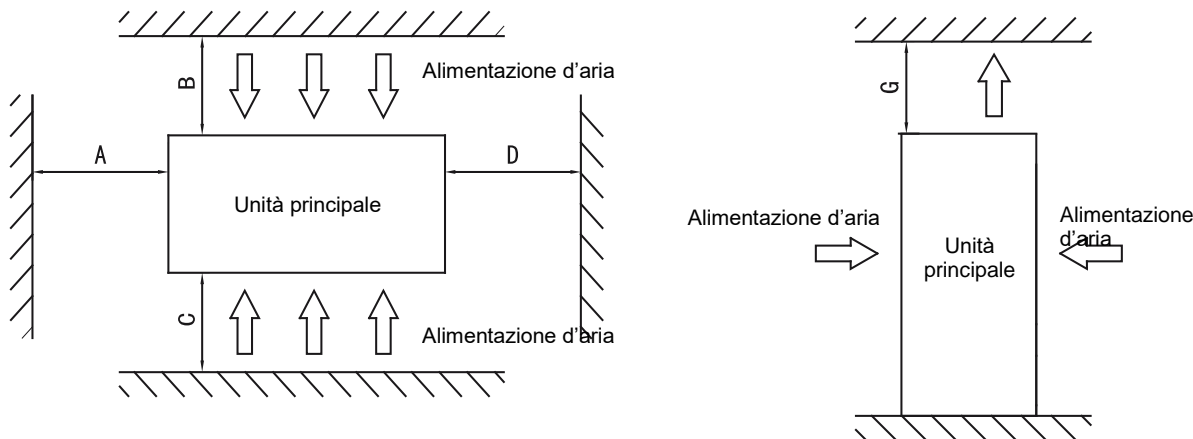 B
Alimentazione d’aria
A
D
Unità principale
C
Alimentazione d’aria
G
Alimentazione d’aria
Alimentazione
d’aria
Unità
principale